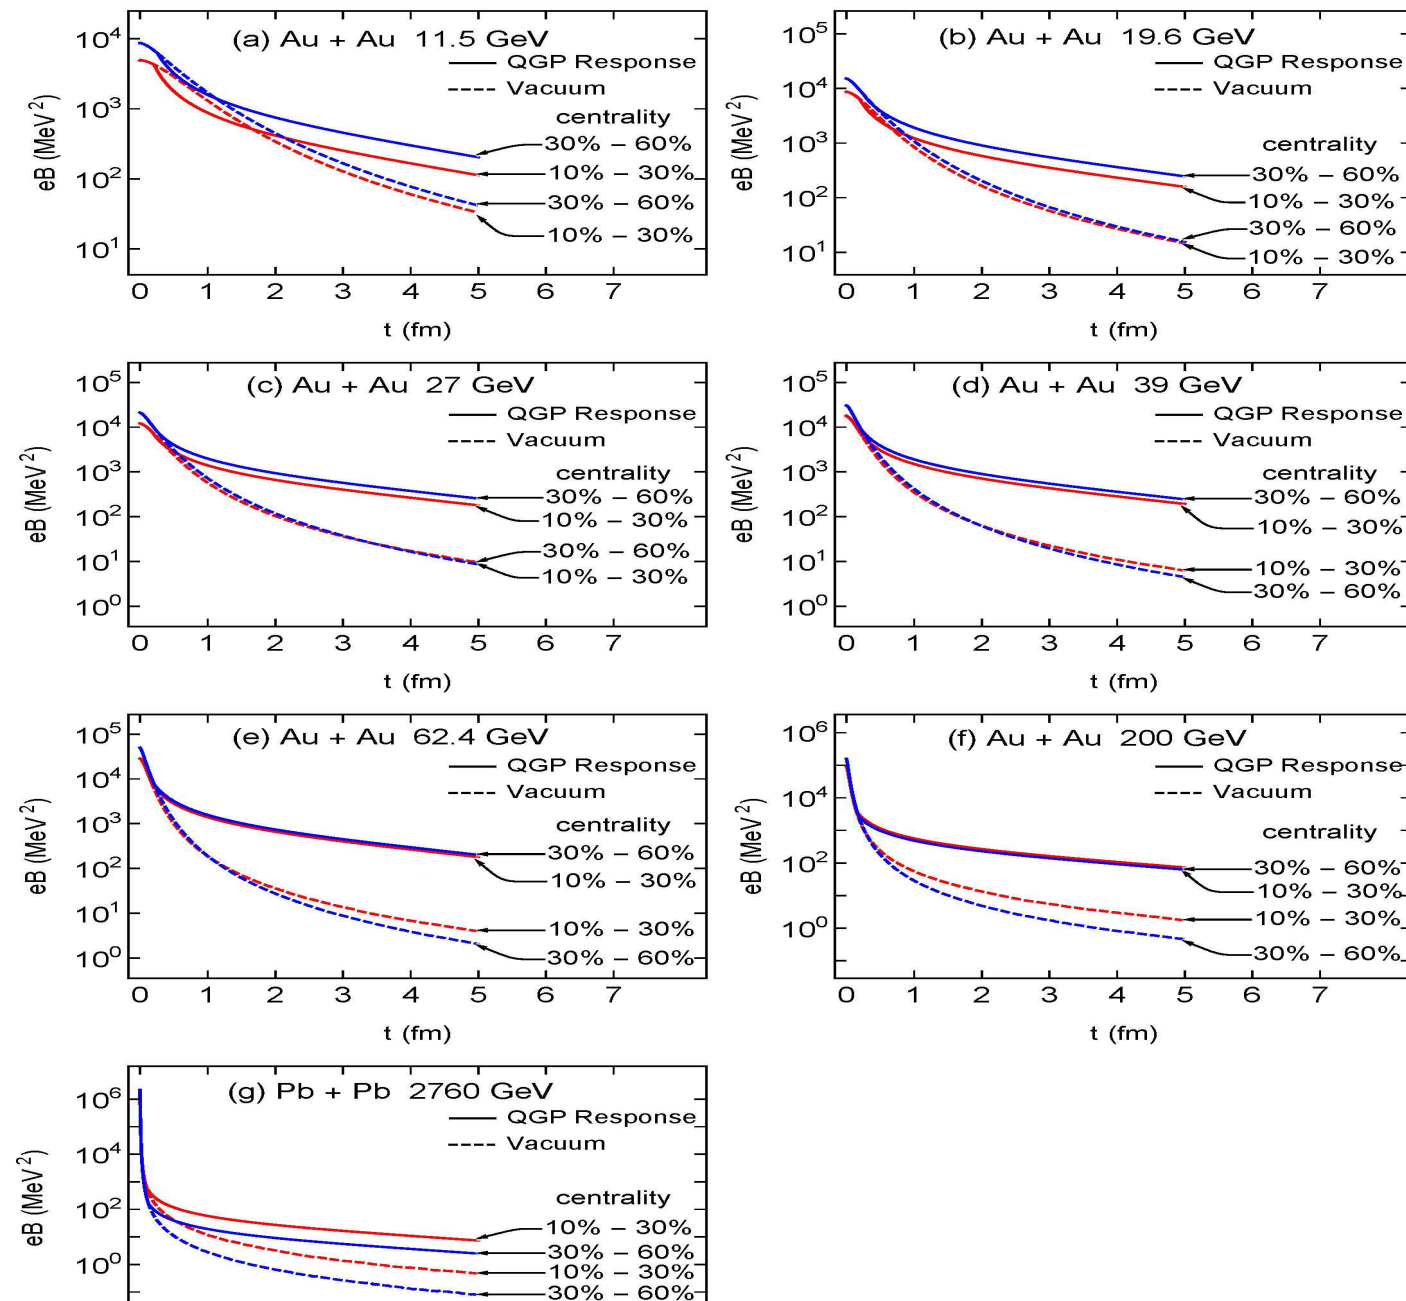 (a) Au + Au 11.5 GeV
QGP Response
Vacuum
centrality
30% – 60%
10% – 30%
30% – 60%
10% – 30%
10⁴
10³
10²
10¹
eB (MeV²)
0 1 2 3 4 5 6 7
t (fm)
(b) Au + Au 19.6 GeV
QGP Response
Vacuum
centrality
30% – 60%
10% – 30%
30% – 60%
10% – 30%
10⁵
10⁴
10³
10²
10¹
eB (MeV²)
0 1 2 3 4 5 6 7
t (fm)
(c) Au + Au 27 GeV
QGP Response
Vacuum
centrality
30% – 60%
10% – 30%
30% – 60%
10% – 30%
10⁵
10⁴
10³
10²
10¹
10⁰
eB (MeV²)
0 1 2 3 4 5 6 7
t (fm)
(d) Au + Au 39 GeV
QGP Response
Vacuum
centrality
30% – 60%
10% – 30%
10% – 30%
30% – 60%
10⁵
10⁴
10³
10²
10¹
10⁰
eB (MeV²)
0 1 2 3 4 5 6 7
t (fm)
(e) Au + Au 62.4 GeV
QGP Response
Vacuum
centrality
30% – 60%
10% – 30%
10% – 30%
30% – 60%
10⁵
10⁴
10³
10²
10¹
10⁰
eB (MeV²)
0 1 2 3 4 5 6 7
t (fm)
(f) Au + Au 200 GeV
QGP Response
Vacuum
centrality
30% – 60%
10% – 30%
10% – 30%
30% – 60%
10⁶
10⁴
10²
10⁰
eB (MeV²)
0 1 2 3 4 5 6 7
t (fm)
(g) Pb + Pb 2760 GeV
QGP Response
Vacuum
centrality
10% – 30%
30% – 60%
10% – 30%
30% – 60%
10⁶
10⁴
10²
10⁰
eB (MeV²)